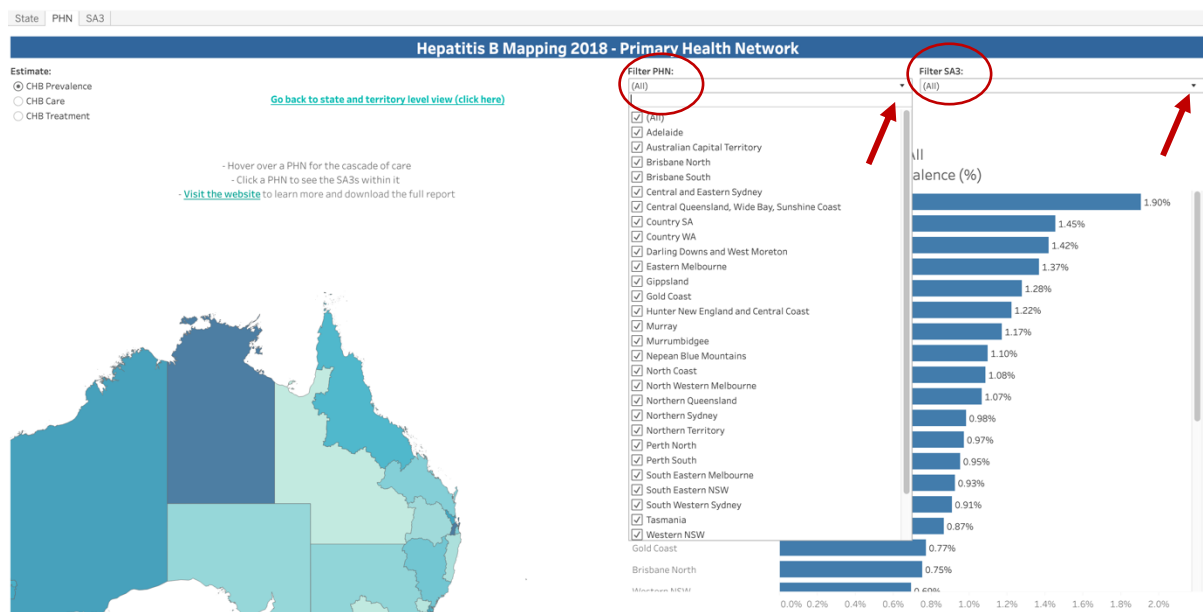 State PHN SA3
Hepatitis B Mapping 2018 - Primary Health Network
Estimate:
CHB Prevalence
CHB Care
CHB Treatment
Go back to state and territory level view (click here)
- Hover over a PHN for the cascade of care
- Click a PHN to see the SA3s within it
- Visit the website to learn more and download the full report
Filter PHN:
(All)
(All)
Adelaide
Australian Capital Territory
Brisbane North
Brisbane South
Central and Eastern Sydney
Central Queensland, Wide Bay, Sunshine Coast
Country SA
Country WA
Darling Downs and West Moreton
Eastern Melbourne
Gippsland
Gold Coast
Hunter New England and Central Coast
Murray
Murrumbidgee
Nepean Blue Mountains
North Coast
North Western Melbourne
Northern Queensland
Northern Sydney
Northern Territory
Perth North
Perth South
South Eastern Melbourne
South Eastern NSW
South Western Sydney
Tasmania
Western NSW
Filter SA3:
(All)
All
alence (%)
1.90%
1.45%
1.42%
1.37%
1.28%
1.22%
1.17%
1.10%
1.08%
1.07%
0.98%
0.97%
0.95%
0.93%
0.91%
0.87%
Gold Coast 0.77%
Brisbane North 0.75%
Western NSW 0.69%
0.0% 0.2% 0.4% 0.6% 0.8% 1.0% 1.2% 1.4% 1.6% 1.8% 2.0%